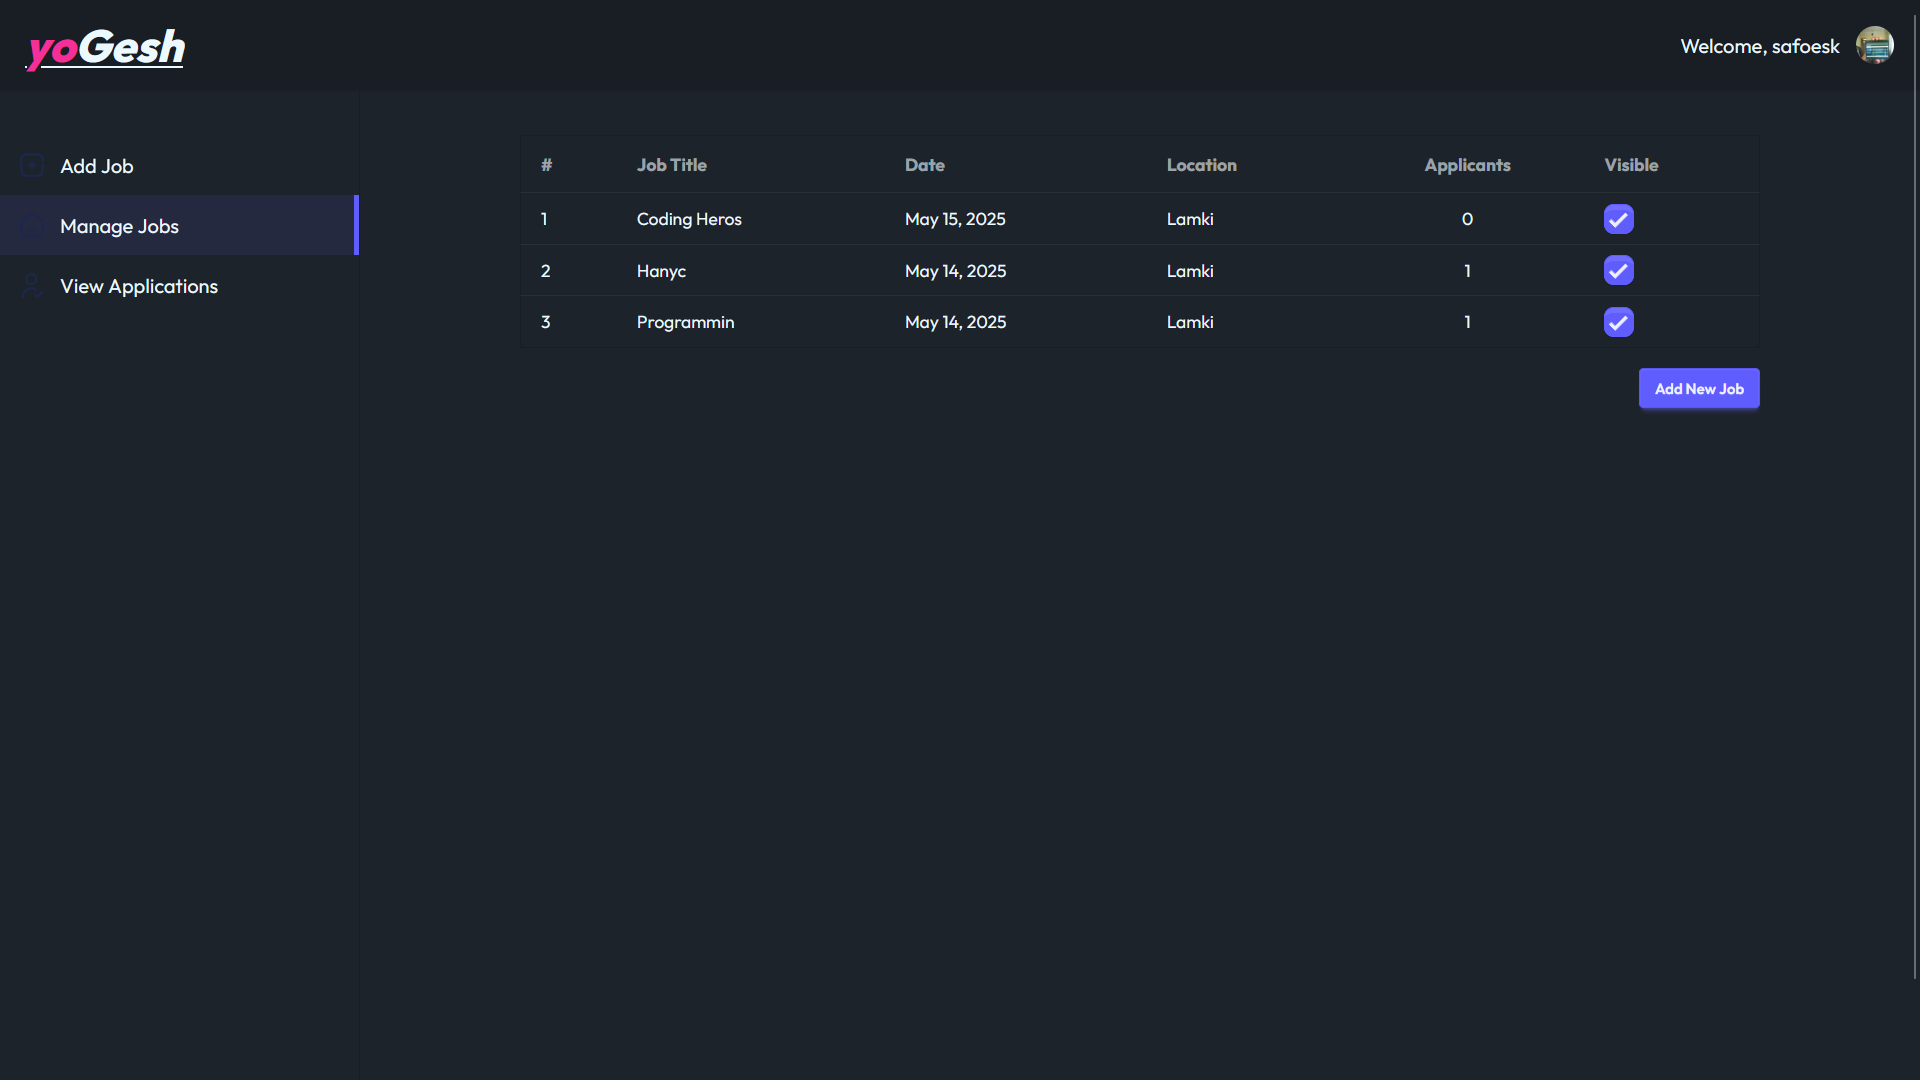 yoGesh
Welcome, safoesk
Add Job
Manage Jobs
View Applications
# Job Title Date Location Applicants Visible
1 Coding Heros May 15, 2025 Lamki 0
2 Hanyc May 14, 2025 Lamki 1
3 Programmin May 14, 2025 Lamki 1
Add New Job